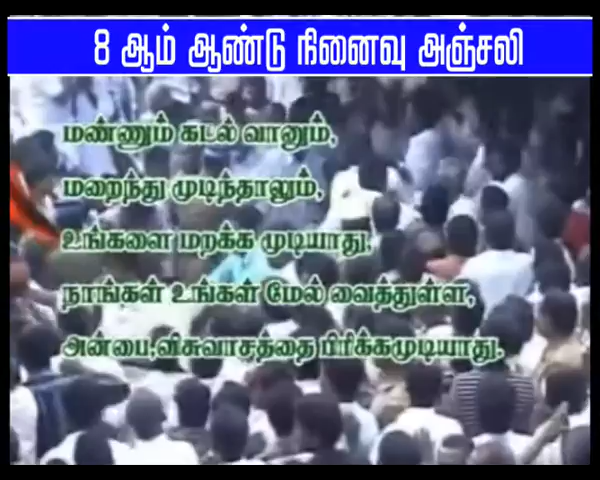 8 ஆம் ஆண்டு நினைவு அஞ்சலி
மண்ணும் கடல் வானும்,
மறைந்து முடிந்தாலும்,
உங்களை மறக்க முடியாது,
நாங்கள் உங்கள் மேல் வைத்துள்ள,
அன்பை,விசுவாசத்தை பிரிக்கமுடியாது,